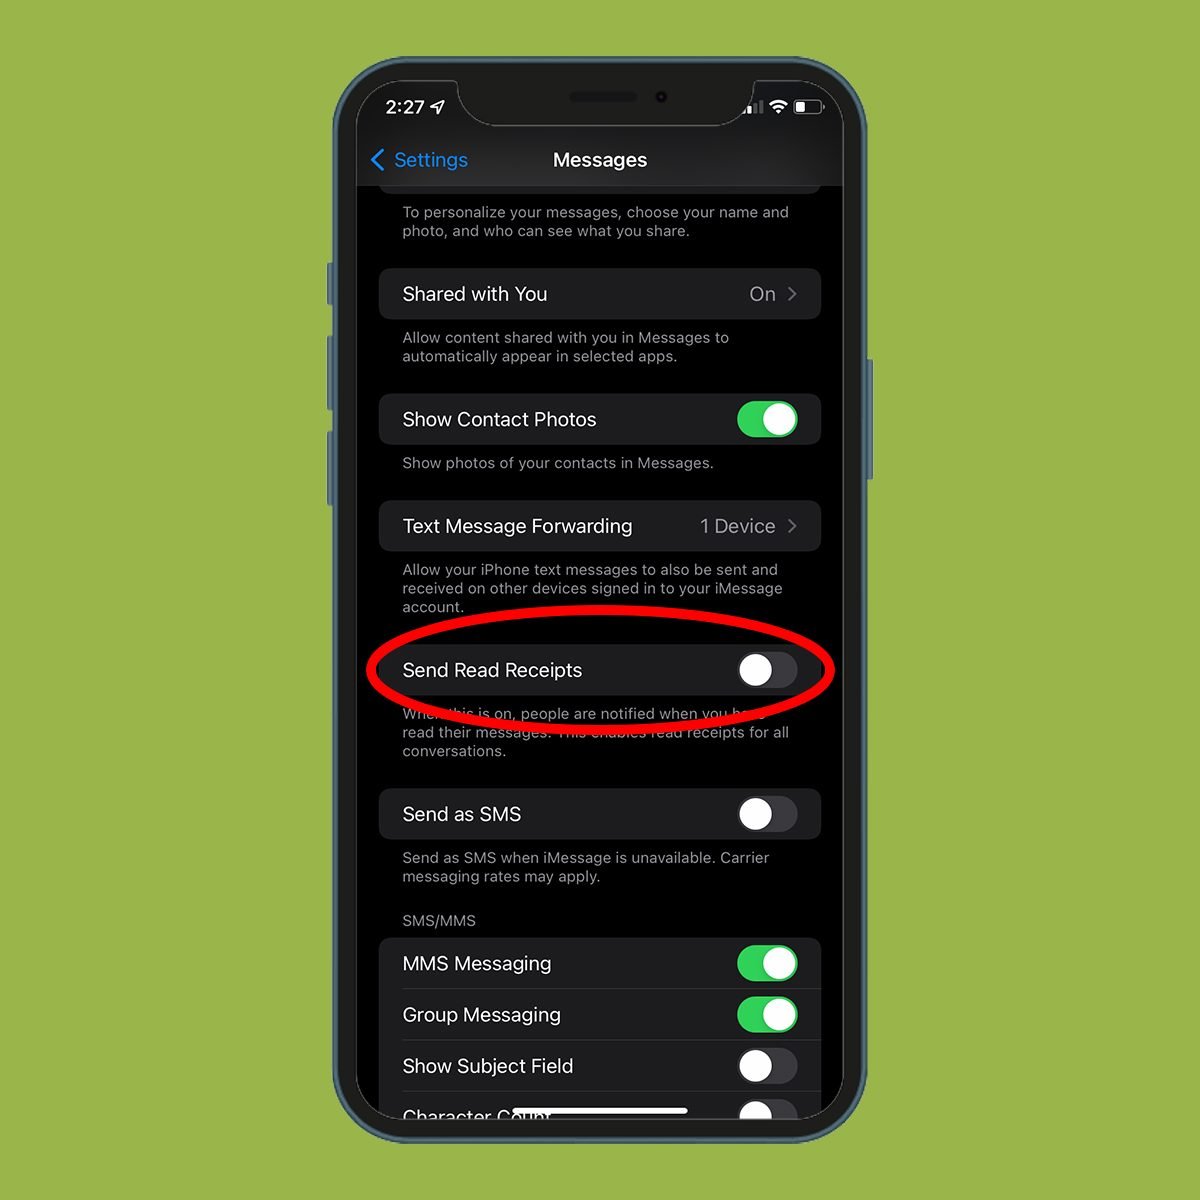 2:27
Settings
Messages
To personalize your messages, choose your name and
photo, and who can see what you share.
Shared with You On
Allow content shared with you in Messages to
automatically appear in selected apps.
Show Contact Photos
Show photos of your contacts in Messages.
Text Message Forwarding 1 Device
Allow your iPhone text messages to also be sent and
received on other devices signed in to your iMessage
account.
Send Read Receipts
When this is on, people are notified when you have
read their messages. This enables read receipts for all
conversations.
Send as SMS
Send as SMS when iMessage is unavailable. Carrier
messaging rates may apply.
SMS/MMS
MMS Messaging
Group Messaging
Show Subject Field
Character Count